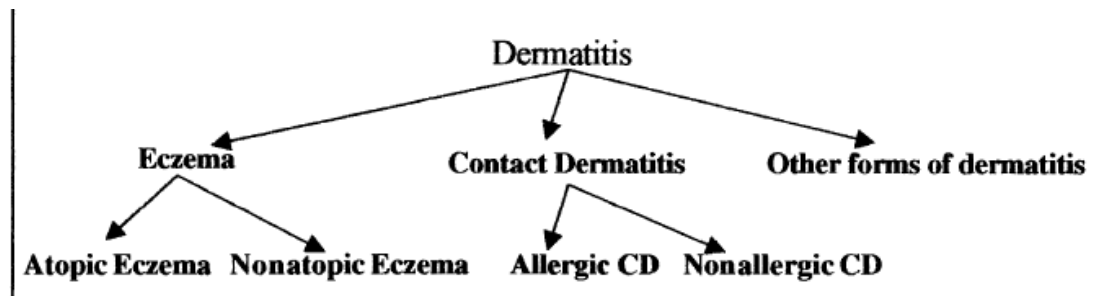 Dermatitis
Eczema Contact Dermatitis Other forms of dermatitis
Atopic Eczema Nonatopic Eczema Allergic CD Nonallergic CD